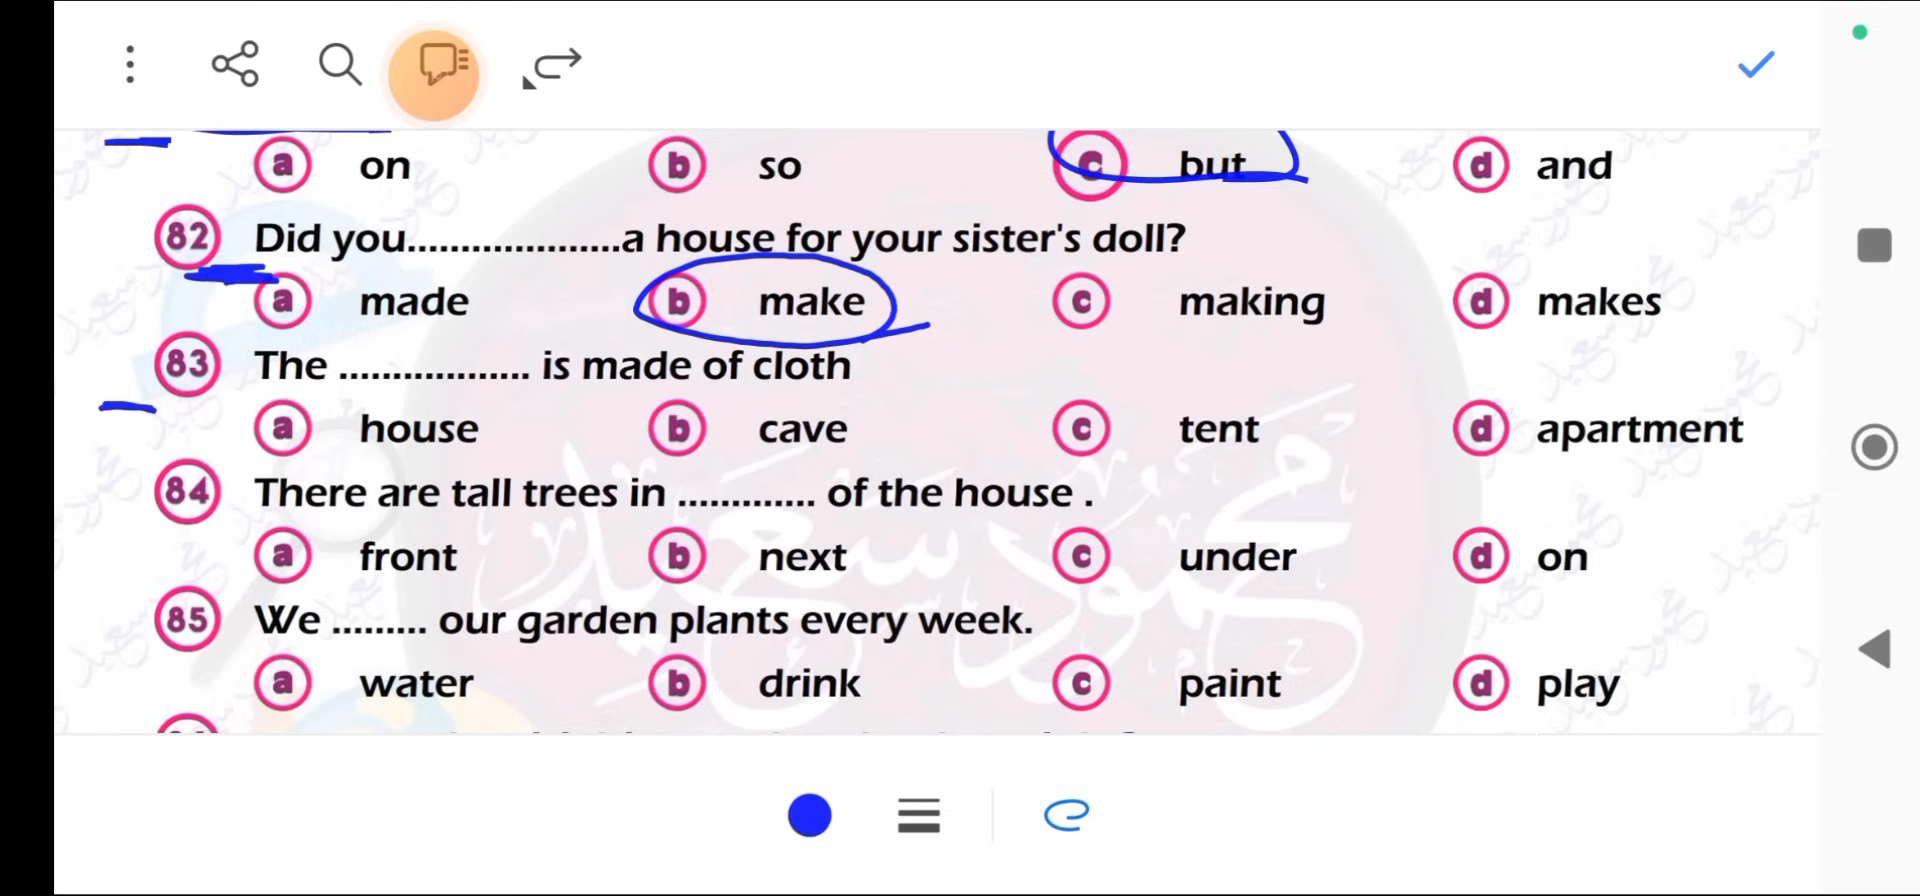 a on b so c but d and
82 Did you....................a house for your sister's doll?
a made b make c making d makes
83 The .................. is made of cloth
a house b cave c tent d apartment
84 There are tall trees in ............. of the house .
a front b next c under d on
85 We ......... our garden plants every week.
a water b drink c paint d play
محمود سعيد